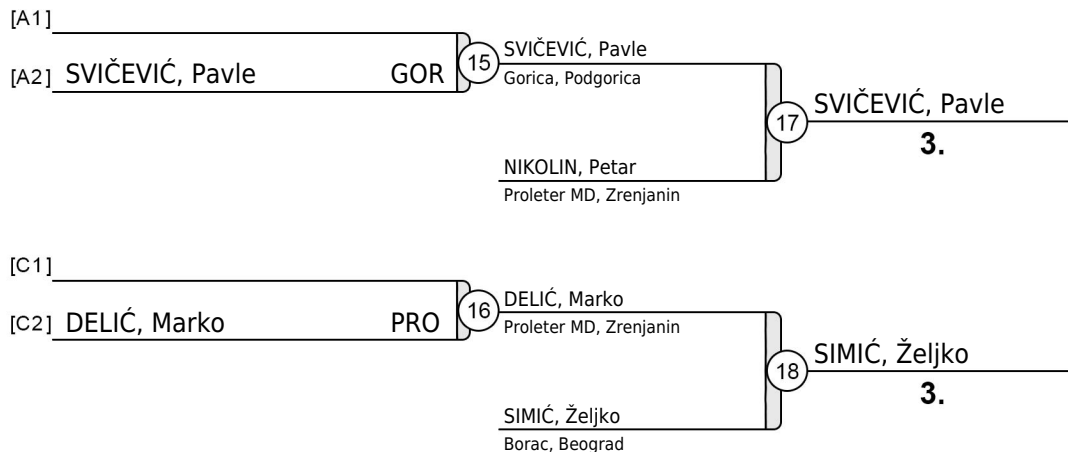 [A1]
[A2] SVIČEVIĆ, Pavle GOR
15
SVIČEVIĆ, Pavle
Gorica, Podgorica
17
SVIČEVIĆ, Pavle
3.
NIKOLIN, Petar
Proleter MD, Zrenjanin
[C1]
[C2] DELIĆ, Marko PRO
16
DELIĆ, Marko
Proleter MD, Zrenjanin
18
SIMIĆ, Željko
3.
SIMIĆ, Željko
Borac, Beograd